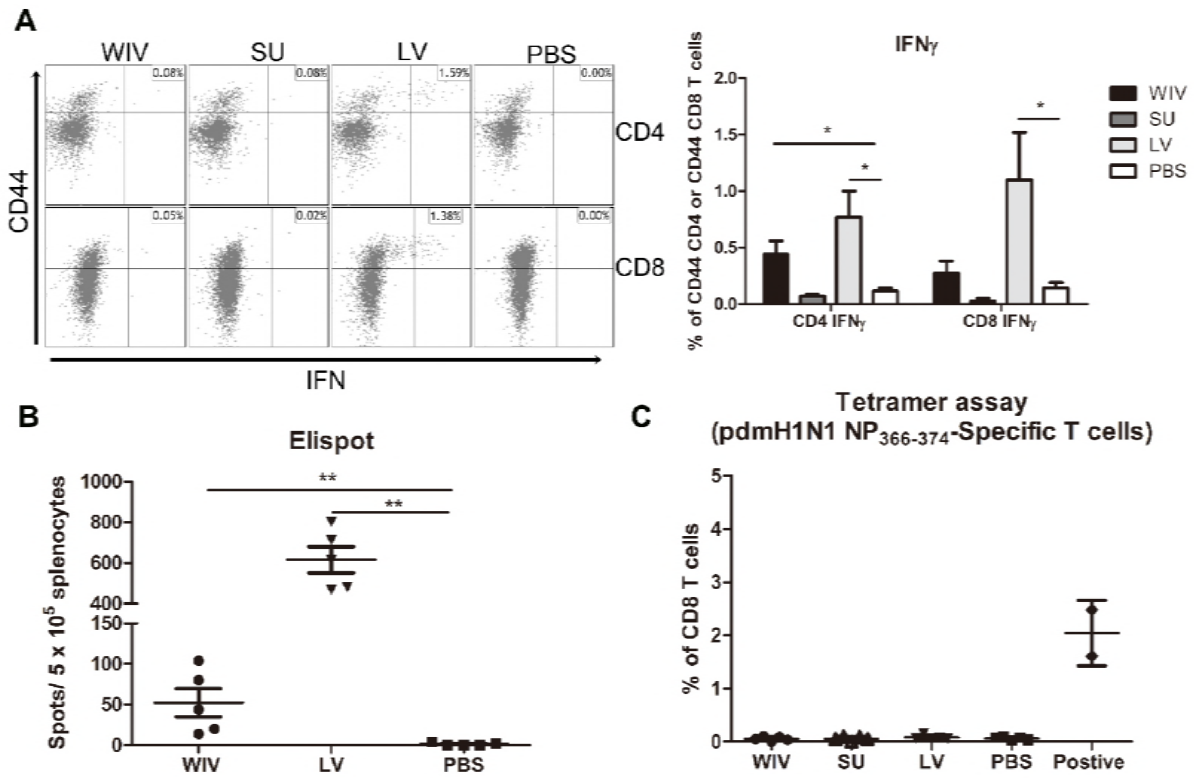 A
WIV SU LV PBS
0.08% 0.08% 1.59% 0.00%
CD4
CD44
0.05% 0.02% 1.38% 0.00%
CD8
IFN
IFNγ
% of CD44 CD4 or CD44 CD8 T cells
2.0
1.5
1.0
0.5
0.0
* * *
CD4 IFNγ CD8 IFNγ
WIV
SU
LV
PBS
B
Elispot
Spots/ 5 x 10⁵ splenocytes
1000
800
600
400
150
100
50
0
**
**
WIV LV PBS
C
Tetramer assay
(pdmH1N1 NP₃₆₆₋₃₇₄-Specific T cells)
% of CD8 T cells
5
4
3
2
1
0
WIV SU LV PBS Postive